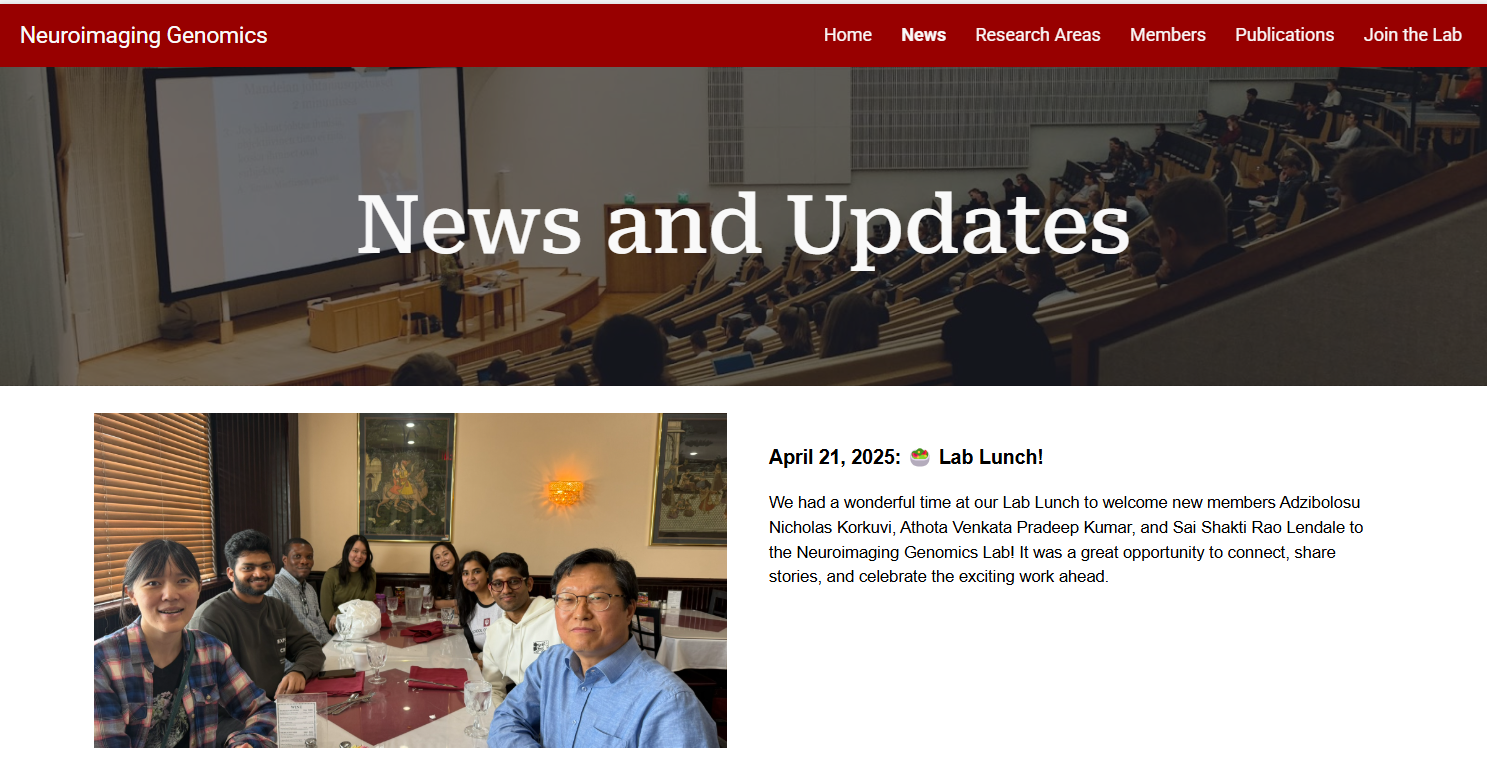 Neuroimaging Genomics
Home News Research Areas Members Publications Join the Lab
News and Updates
April 21, 2025: 🥗 Lab Lunch!
We had a wonderful time at our Lab Lunch to welcome new members Adzibolosu
Nicholas Korkuvi, Athota Venkata Pradeep Kumar, and Sai Shakti Rao Lendale to
the Neuroimaging Genomics Lab! It was a great opportunity to connect, share
stories, and celebrate the exciting work ahead.